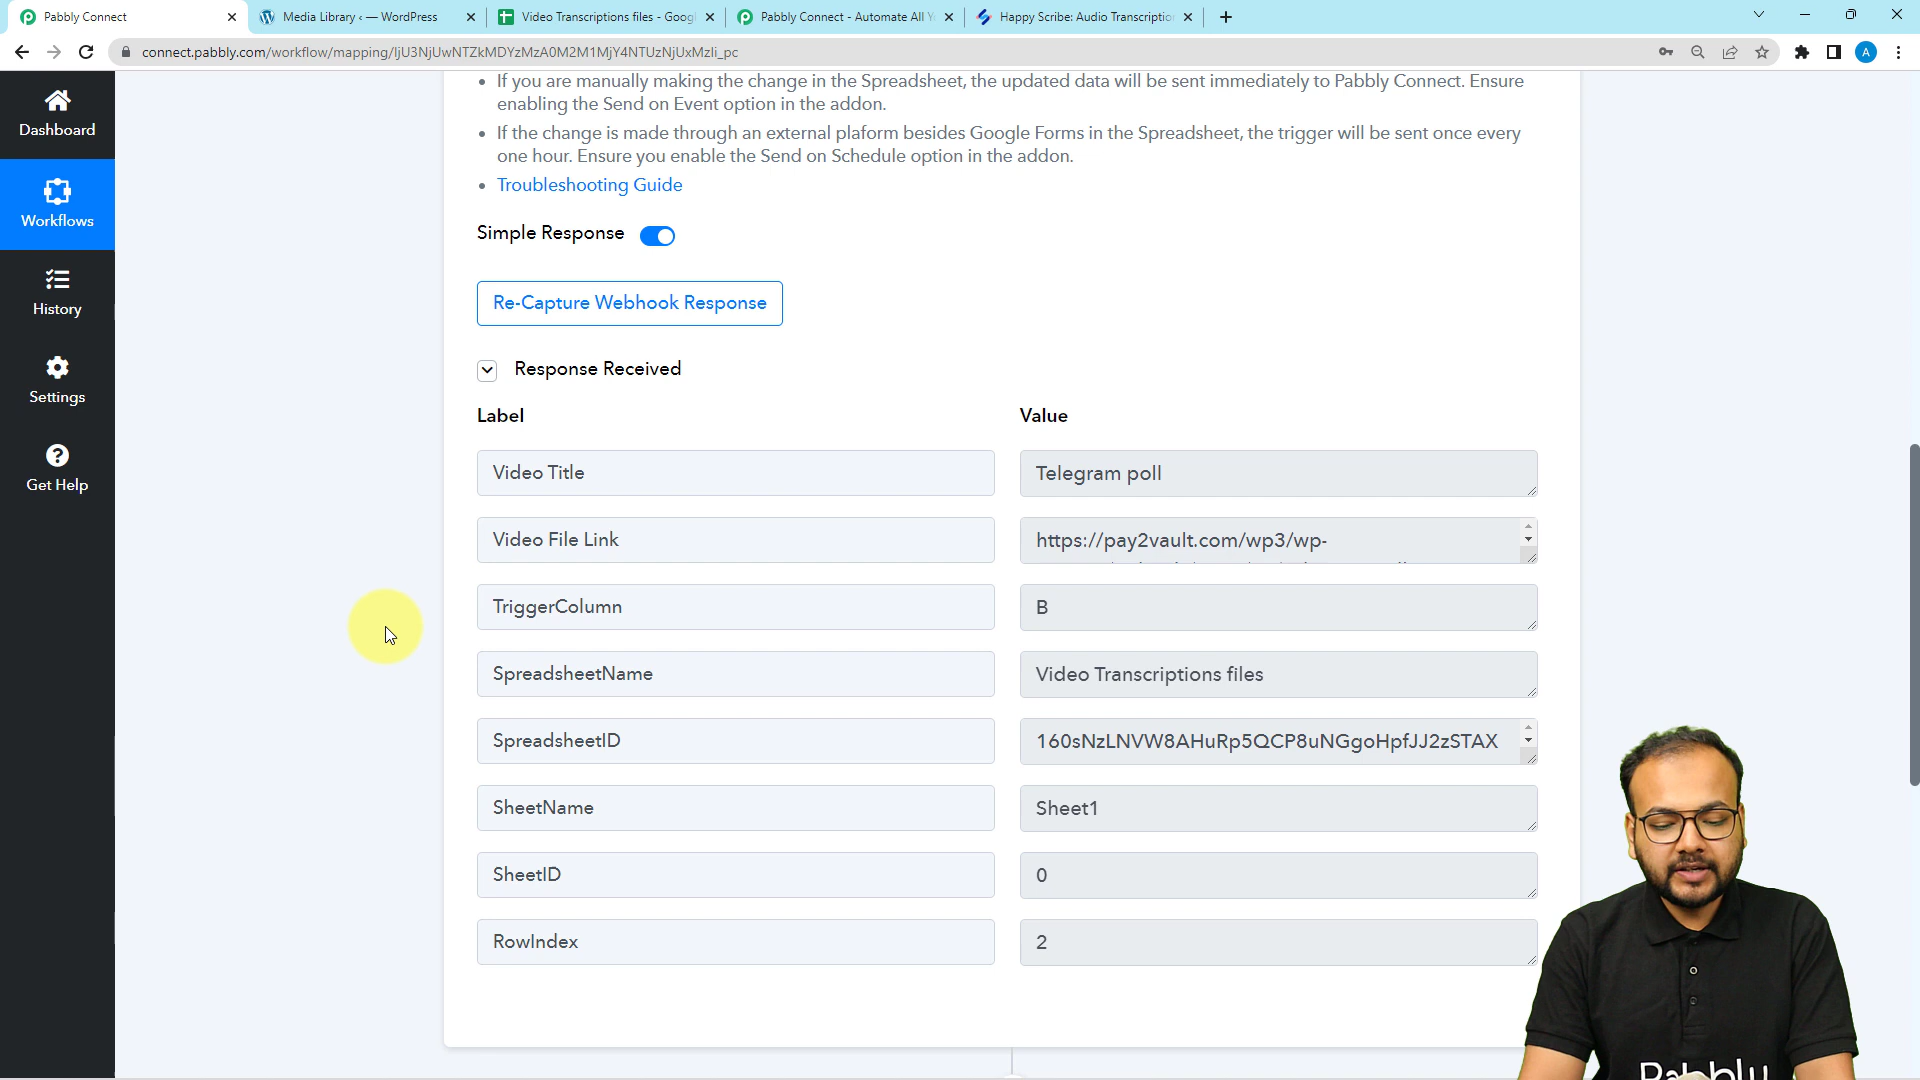 Pabbly Connect
Media Library ‹ — WordPress
Video Transcriptions files - Goog
Pabbly Connect - Automate All Y
Happy Scribe: Audio Transcriptio
connect.pabbly.com/workflow/mapping/IjU3NjUwNTZkMDYzMzA0M2M1MjY4NTUzNjUxMzIi_pc
A
Dashboard
Workflows
History
Settings
Get Help
If you are manually making the change in the Spreadsheet, the updated data will be sent immediately to Pabbly Connect. Ensure
enabling the Send on Event option in the addon.
If the change is made through an external plaform besides Google Forms in the Spreadsheet, the trigger will be sent once every
one hour. Ensure you enable the Send on Schedule option in the addon.
Troubleshooting Guide
Simple Response
Re-Capture Webhook Response
Response Received
Label
Value
Video Title
Telegram poll
Video File Link
https://pay2vault.com/wp3/wp-
TriggerColumn
B
SpreadsheetName
Video Transcriptions files
SpreadsheetID
160sNzLNVW8AHuRp5QCP8uNGgoHpfJJ2zSTAX
SheetName
Sheet1
SheetID
0
RowIndex
2
Pabbly